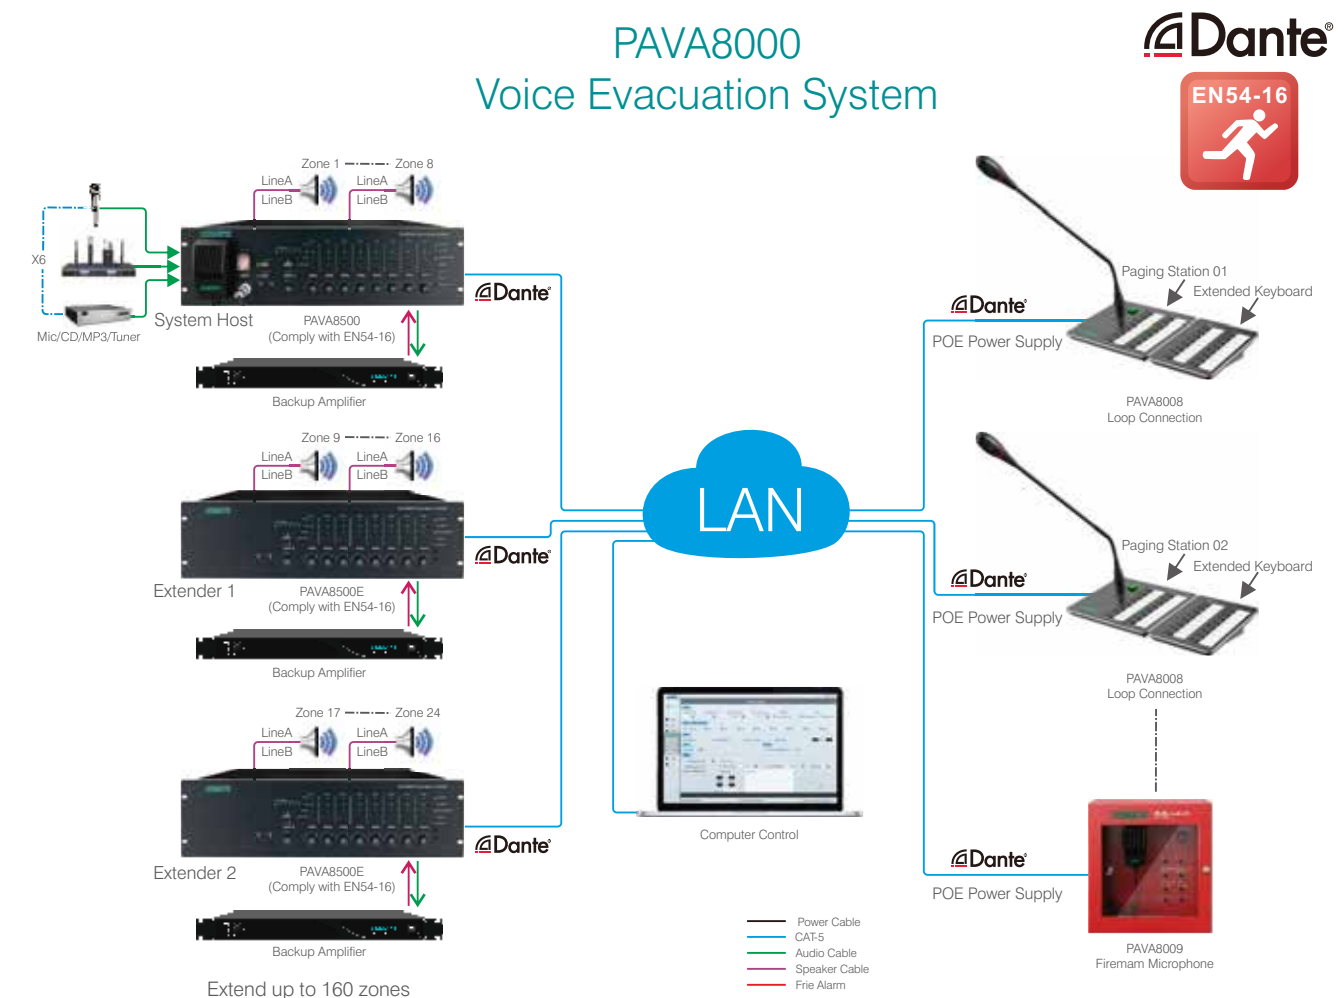 PAVA8000
Voice Evacuation System
Dante®
EN54-16
Zone 1
Zone 8
LineA
LineB
LineA
LineB
X6
Mic/CD/MP3/Tuner
System Host
PAVA8500
(Comply with EN54-16)
Dante
Backup Amplifier
Zone 9
Zone 16
LineA
LineB
LineA
LineB
Dante
Extender 1
PAVA8500E
(Comply with EN54-16)
Backup Amplifier
Zone 17
Zone 24
LineA
LineB
LineA
LineB
Dante
Extender 2
PAVA8500E
(Comply with EN54-16)
Backup Amplifier
Extend up to 160 zones
LAN
Computer Control
Power Cable
CAT-5
Audio Cable
Speaker Cable
Frie Alarm
Paging Station 01
Extended Keyboard
Dante
POE Power Supply
PAVA8008
Loop Connection
Paging Station 02
Extended Keyboard
Dante
POE Power Supply
PAVA8008
Loop Connection
Dante
POE Power Supply
PAVA8009
Firemam Microphone